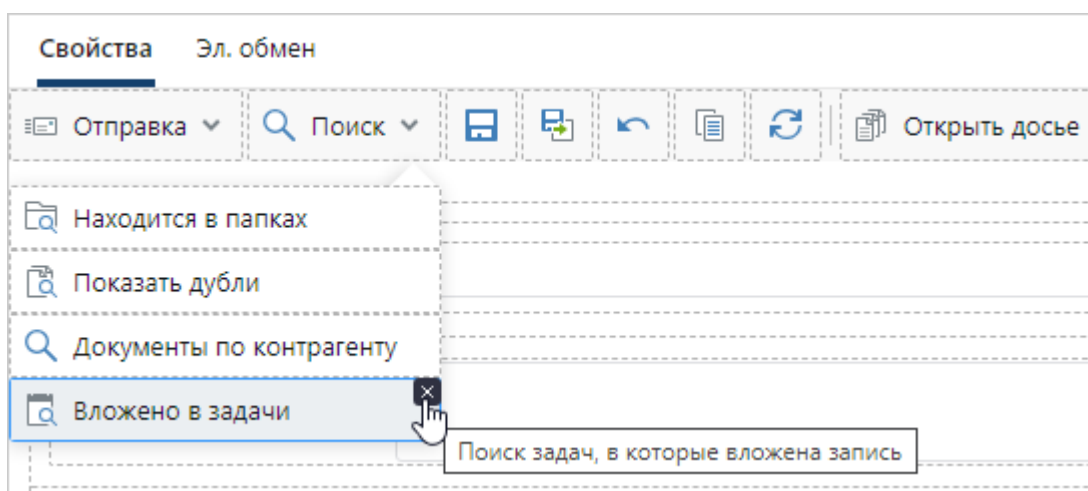 Свойства Эл. обмен
Отправка Поиск Открыть досье
Находится в папках
Показать дубли
Документы по контрагенту
Вложено в задачи
Поиск задач, в которые вложена запись